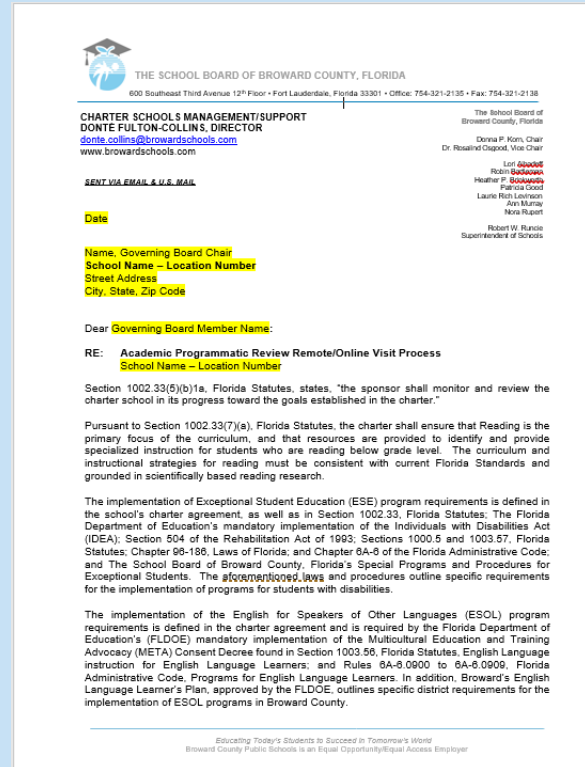 THE SCHOOL BOARD OF BROWARD COUNTY, FLORIDA
600 Southeast Third Avenue 12th Floor • Fort Lauderdale, Florida 33301 • Office: 754-321-2135 • Fax: 754-321-2138
CHARTER SCHOOLS MANAGEMENT/SUPPORT
DONTE FULTON-COLLINS, DIRECTOR
donte.collins@browardschools.com
www.browardschools.com
The School Board of
Broward County, Florida
Donna P. Korn, Chair
Dr. Rosalind Osgood, Vice Chair
Lori Alhadeff
Robin Bartleman
Heather P. Brinkworth
Patricia Good
Laurie Rich Levinson
Ann Murray
Nora Rupert
Robert W. Runcie
Superintendent of Schools
SENT VIA EMAIL & U.S. MAIL
Date
Name, Governing Board Chair
School Name – Location Number
Street Address
City, State, Zip Code
Dear Governing Board Member Name:
RE: Academic Programmatic Review Remote/Online Visit Process
School Name – Location Number
Section 1002.33(5)(b)1a, Florida Statutes, states, "the sponsor shall monitor and review the
charter school in its progress toward the goals established in the charter."
Pursuant to Section 1002.33(7)(a), Florida Statutes, the charter shall ensure that Reading is the
primary focus of the curriculum, and that resources are provided to identify and provide
specialized instruction for students who are reading below grade level. The curriculum and
instructional strategies for reading must be consistent with current Florida Standards and
grounded in scientifically based reading research.
The implementation of Exceptional Student Education (ESE) program requirements is defined in
the school's charter agreement, as well as in Section 1002.33, Florida Statutes; The Florida
Department of Education's mandatory implementation of the Individuals with Disabilities Act
(IDEA); Section 504 of the Rehabilitation Act of 1993; Sections 1000.5 and 1003.57, Florida
Statutes; Chapter 96-186, Laws of Florida; and Chapter 6A-6 of the Florida Administrative Code;
and The School Board of Broward County, Florida's Special Programs and Procedures for
Exceptional Students. The aforementioned laws and procedures outline specific requirements
for the implementation of programs for students with disabilities.
The implementation of the English for Speakers of Other Languages (ESOL) program
requirements is defined in the charter agreement and is required by the Florida Department of
Education's (FLDOE) mandatory implementation of the Multicultural Education and Training
Advocacy (META) Consent Decree found in Section 1003.56, Florida Statutes, English Language
instruction for English Language Learners; and Rules 6A-6.0900 to 6A-6.0909, Florida
Administrative Code, Programs for English Language Learners. In addition, Broward's English
Language Learner's Plan, approved by the FLDOE, outlines specific district requirements for the
implementation of ESOL programs in Broward County.
Educating Today's Students to Succeed in Tomorrow's World
Broward County Public Schools is an Equal Opportunity/Equal Access Employer